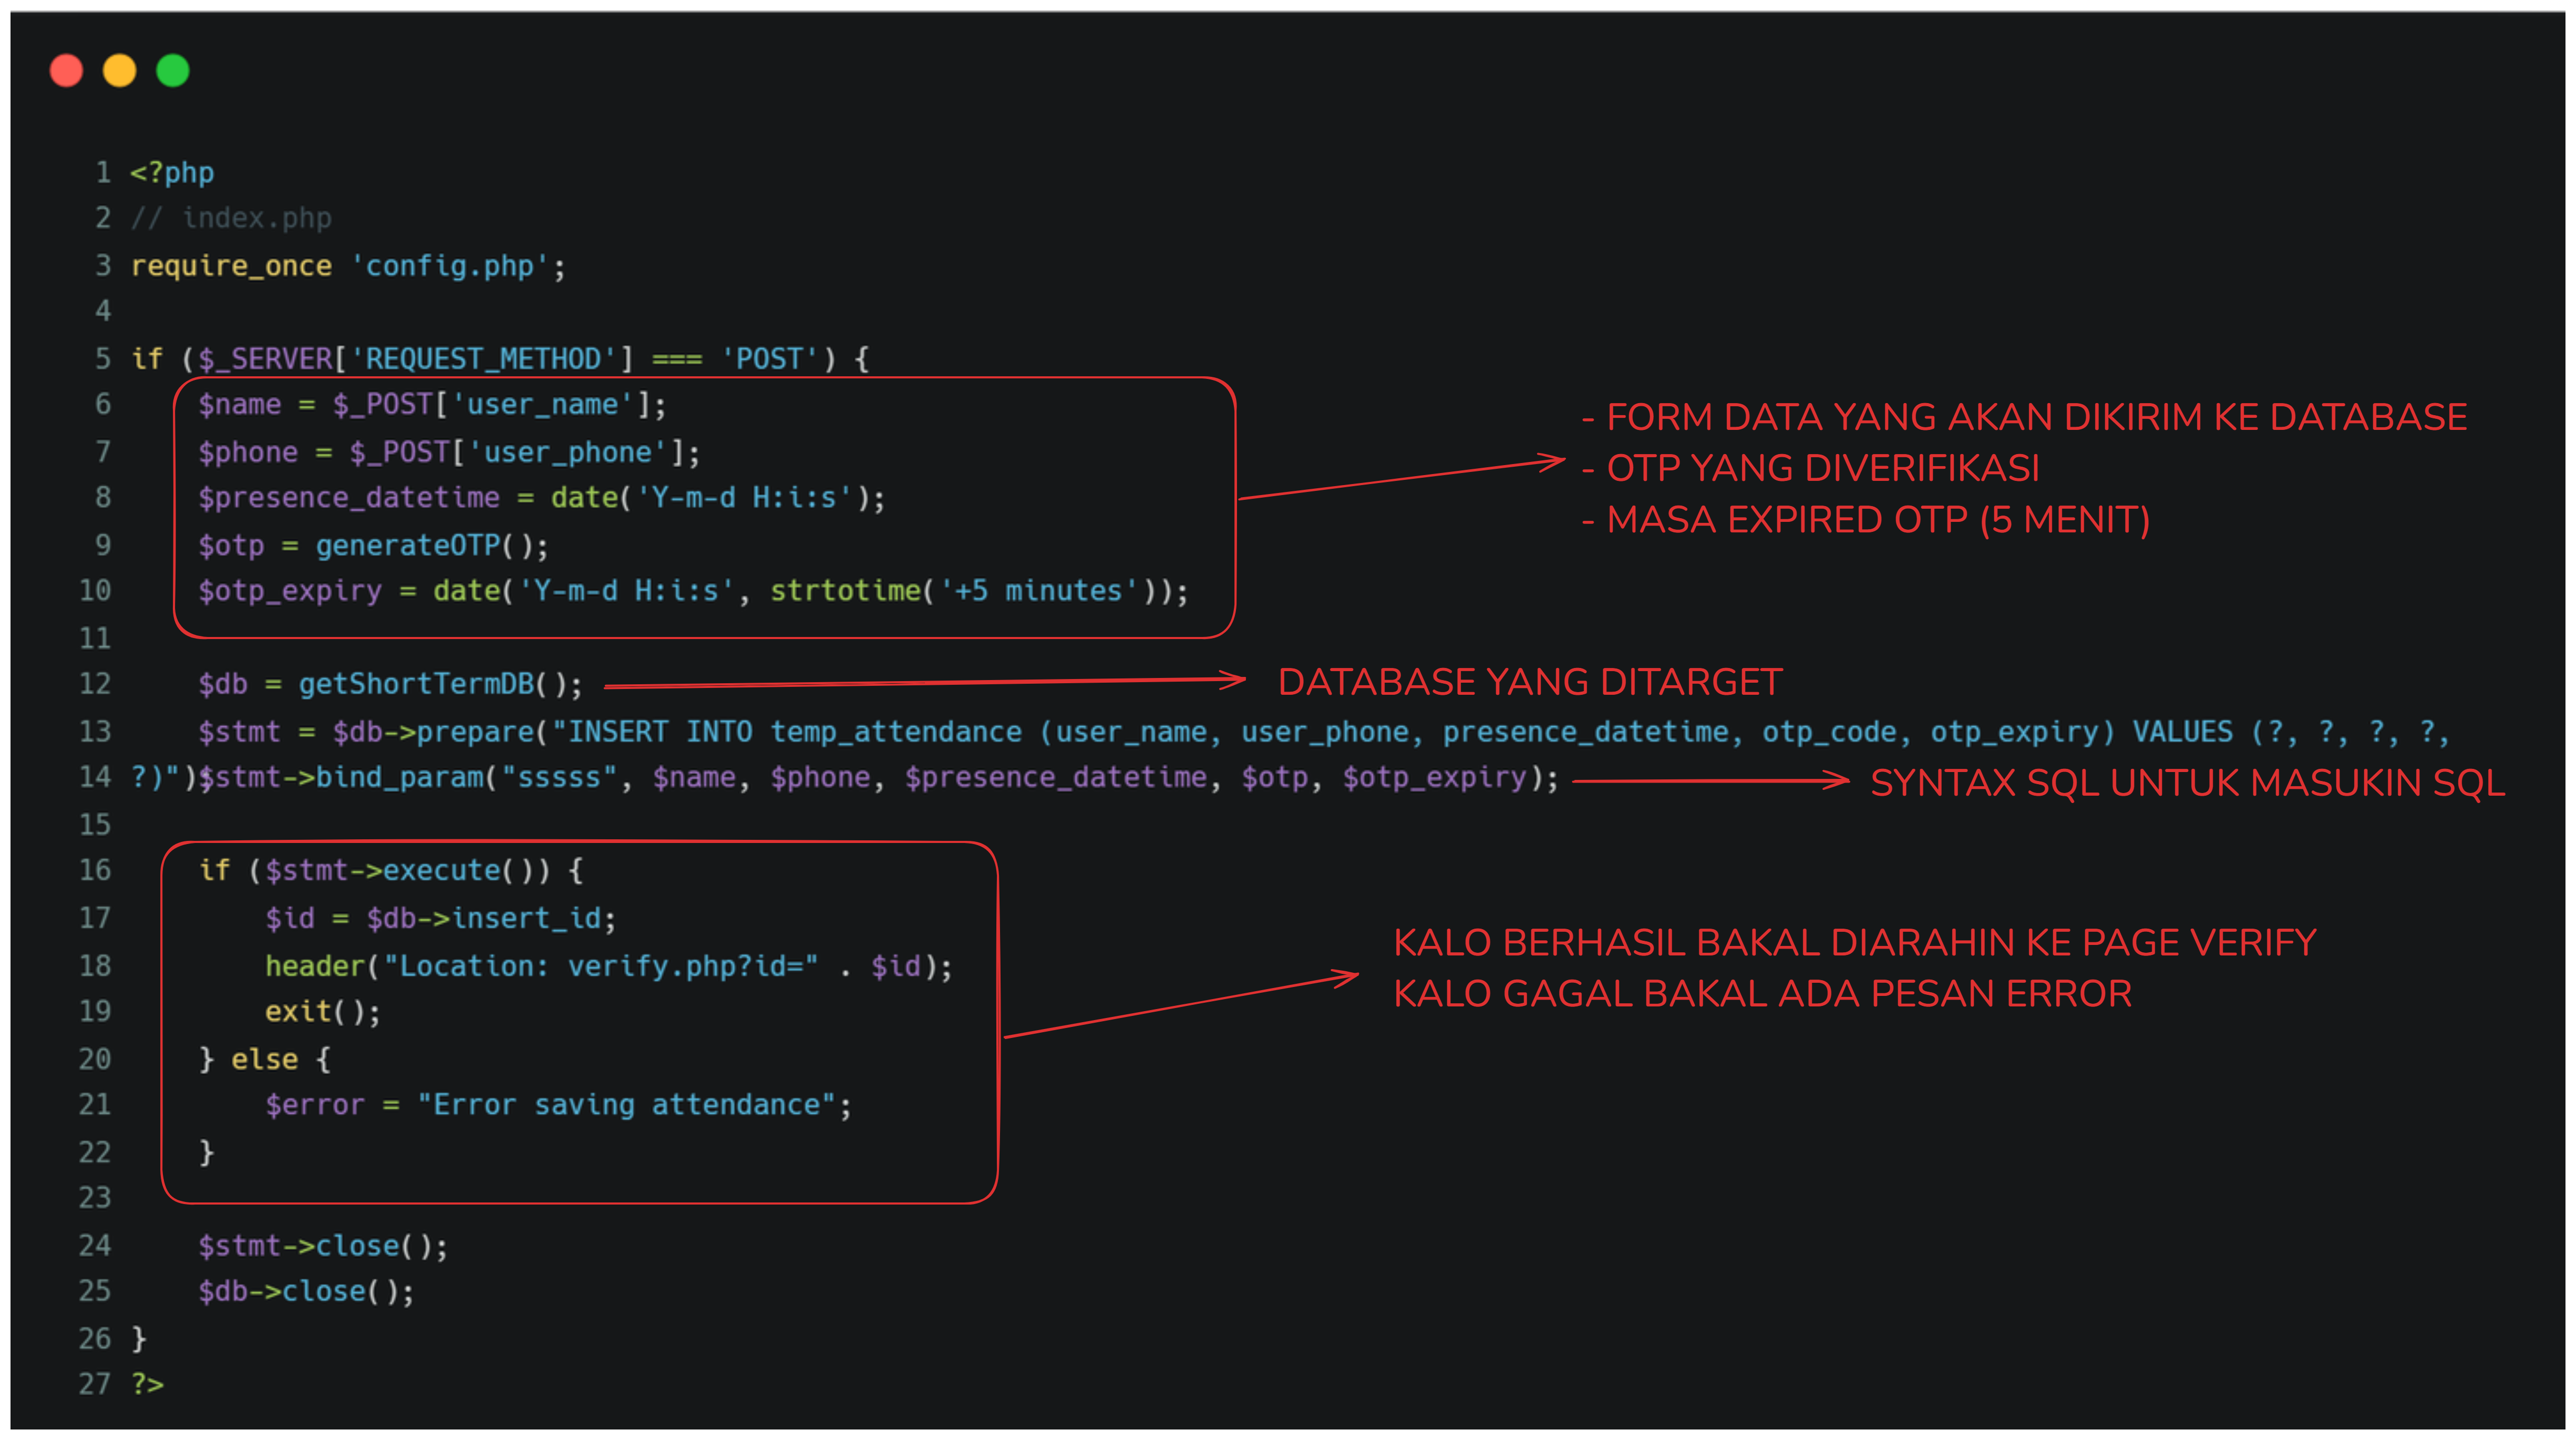 1 <?php
2 // index.php
3 require_once 'config.php';
4
5 if ($_SERVER['REQUEST_METHOD'] === 'POST') {
6 $name = $_POST['user_name'];
7 $phone = $_POST['user_phone'];
8 $presence_datetime = date('Y-m-d H:i:s');
9 $otp = generateOTP();
10 $otp_expiry = date('Y-m-d H:i:s', strtotime('+5 minutes'));
11
- FORM DATA YANG AKAN DIKIRIM KE DATABASE
- OTP YANG DIVERIFIKASI
- MASA EXPIRED OTP (5 MENIT)
12 $db = getShortTermDB();
DATABASE YANG DITARGET
13 $stmt = $db->prepare("INSERT INTO temp_attendance (user_name, user_phone, presence_datetime, otp_code, otp_expiry) VALUES (?, ?, ?, ?,
14 ?)");$stmt->bind_param("sssss", $name, $phone, $presence_datetime, $otp, $otp_expiry);
SYNTAX SQL UNTUK MASUKIN SQL
15
16 if ($stmt->execute()) {
17 $id = $db->insert_id;
18 header("Location: verify.php?id=" . $id);
19 exit();
20 } else {
21 $error = "Error saving attendance";
22 }
23
KALO BERHASIL BAKAL DIARAHIN KE PAGE VERIFY
KALO GAGAL BAKAL ADA PESAN ERROR
24 $stmt->close();
25 $db->close();
26 }
27 ?>